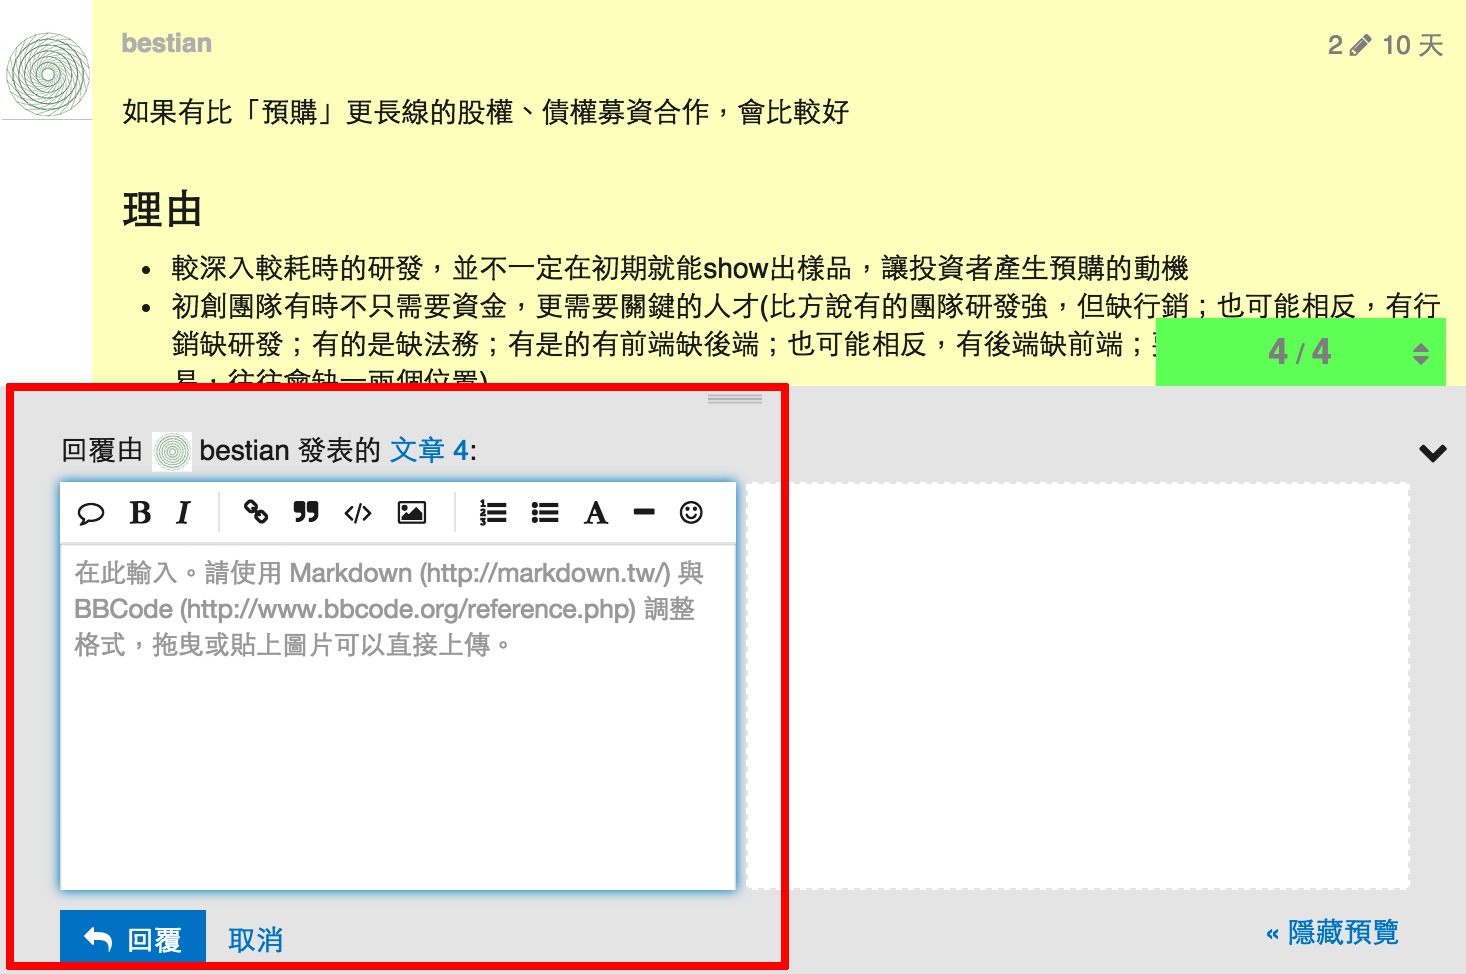 bestian
2 10 天
如果有比「預購」更長線的股權、債權募資合作，會比較好
理由
較深入較耗時的研發，並不一定在初期就能show出樣品，讓投資者產生預購的動機
初創團隊有時不只需要資金，更需要關鍵的人才(比方說有的團隊研發強，但缺行銷；也可能相反，有行
銷缺研發；有的是缺法務；有是的有前端缺後端；也可能相反，有後端缺前端；
4 / 4
易，往往會缺一兩個位置)
回覆由 bestian 發表的 文章 4:
B I </> A
在此輸入。請使用 Markdown (http://markdown.tw/) 與
BBCode (http://www.bbcode.org/reference.php) 調整
格式，拖曳或貼上圖片可以直接上傳。
回覆 取消
« 隱藏預覽